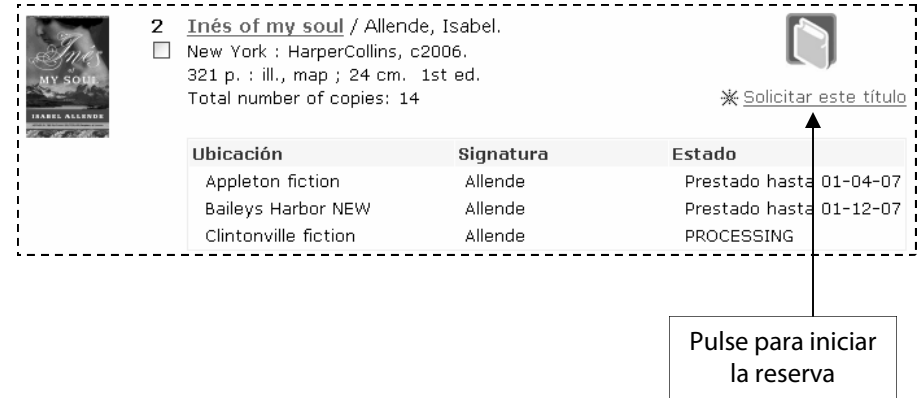 Inés of
MY SOUL
ISABEL ALLENDE
2 Inés of my soul / Allende, Isabel.
New York : HarperCollins, c2006.
321 p. : ill., map ; 24 cm. 1st ed.
Total number of copies: 14
Solicitar este título
Ubicación Signatura Estado
Appleton fiction Allende Prestado hasta 01-04-07
Baileys Harbor NEW Allende Prestado hasta 01-12-07
Clintonville fiction Allende PROCESSING
Pulse para iniciar
la reserva